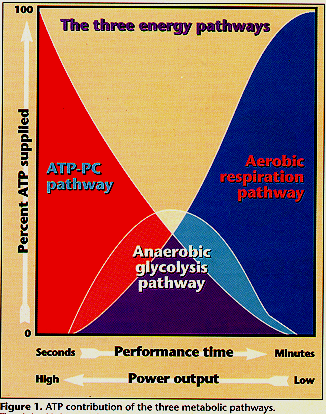 100
The three energy pathways
Percent ATP supplied
ATP-PC
pathway
Aerobic
respiration
pathway
Anaerobic
glycolysis
pathway
0
Seconds Performance time Minutes
High Power output Low
Figure 1. ATP contribution of the three metabolic pathways.